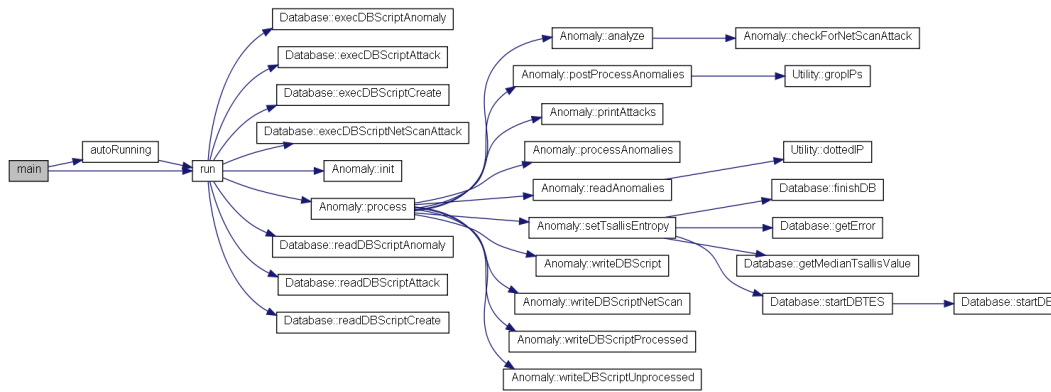 main
autoRunning
run
Database::execDBScriptAnomaly
Database::execDBScriptAttack
Database::execDBScriptCreate
Database::execDBScriptNetScanAttack
Anomaly::init
Anomaly::process
Database::readDBScriptAnomaly
Database::readDBScriptAttack
Database::readDBScriptCreate
Anomaly::analyze
Anomaly::postProcessAnomalies
Anomaly::printAttacks
Anomaly::processAnomalies
Anomaly::readAnomalies
Anomaly::setTsallisEntropy
Anomaly::writeDBScript
Anomaly::writeDBScriptNetScan
Anomaly::writeDBScriptProcessed
Anomaly::writeDBScriptUnprocessed
Anomaly::checkForNetScanAttack
Utility::gropIPs
Utility::dottedIP
Database::finishDB
Database::getError
Database::getMedianTsallisValue
Database::startDBTES
Database::startDB